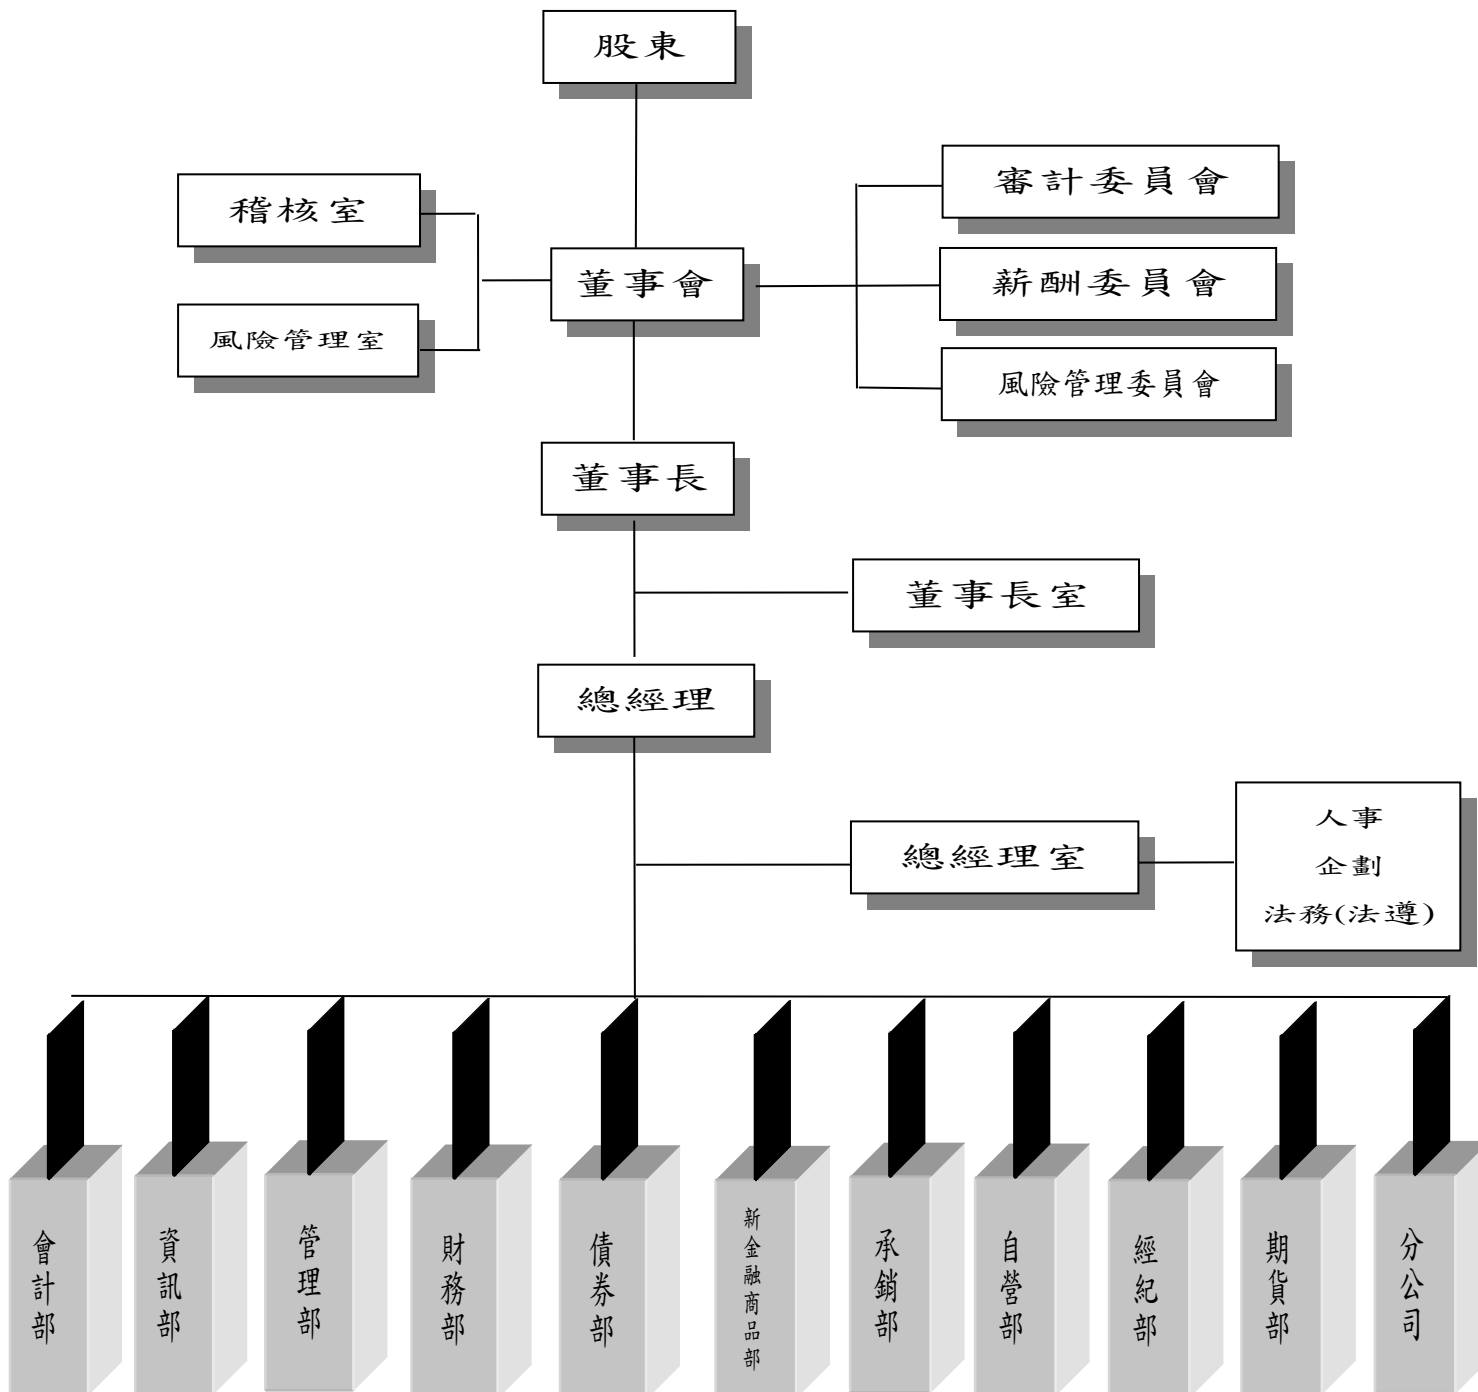 股東
稽核室
審計委員會
董事會
薪酬委員會
風險管理室
風險管理委員會
董事長
董事長室
總經理
總經理室
人事
企劃
法務(法遵)
會計部
資訊部
管理部
財務部
債券部
新金融商品部
承銷部
自營部
經紀部
期貨部
分公司